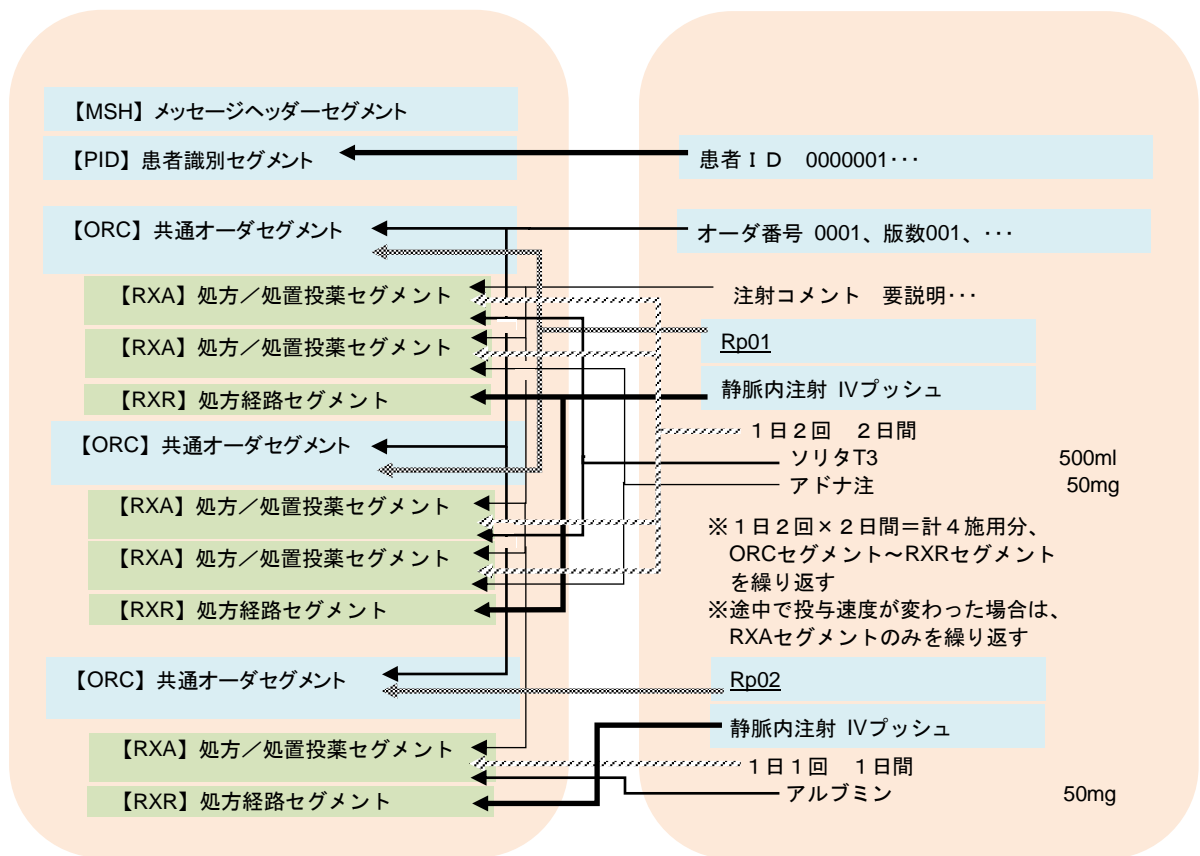 【MSH】メッセージヘッダーセグメント
【PID】患者識別セグメント
【ORC】共通オーダセグメント
【RXA】処方／処置投薬セグメント
【RXA】処方／処置投薬セグメント
【RXR】処方経路セグメント
【ORC】共通オーダセグメント
【RXA】処方／処置投薬セグメント
【RXA】処方／処置投薬セグメント
【RXR】処方経路セグメント
【ORC】共通オーダセグメント
【RXA】処方／処置投薬セグメント
【RXR】処方経路セグメント
患者ＩＤ 0000001･･･
オーダ番号 0001、版数001、･･･
注射コメント　要説明･･･
Rp01
静脈内注射 IVプッシュ
１日２回　２日間
ソリタT3 500ml
アドナ注 50mg
※１日２回×２日間＝計４施用分、
ORCセグメント～RXRセグメント
を繰り返す
※途中で投与速度が変わった場合は、
RXAセグメントのみを繰り返す
Rp02
静脈内注射 IVプッシュ
１日１回　１日間
アルブミン 50mg